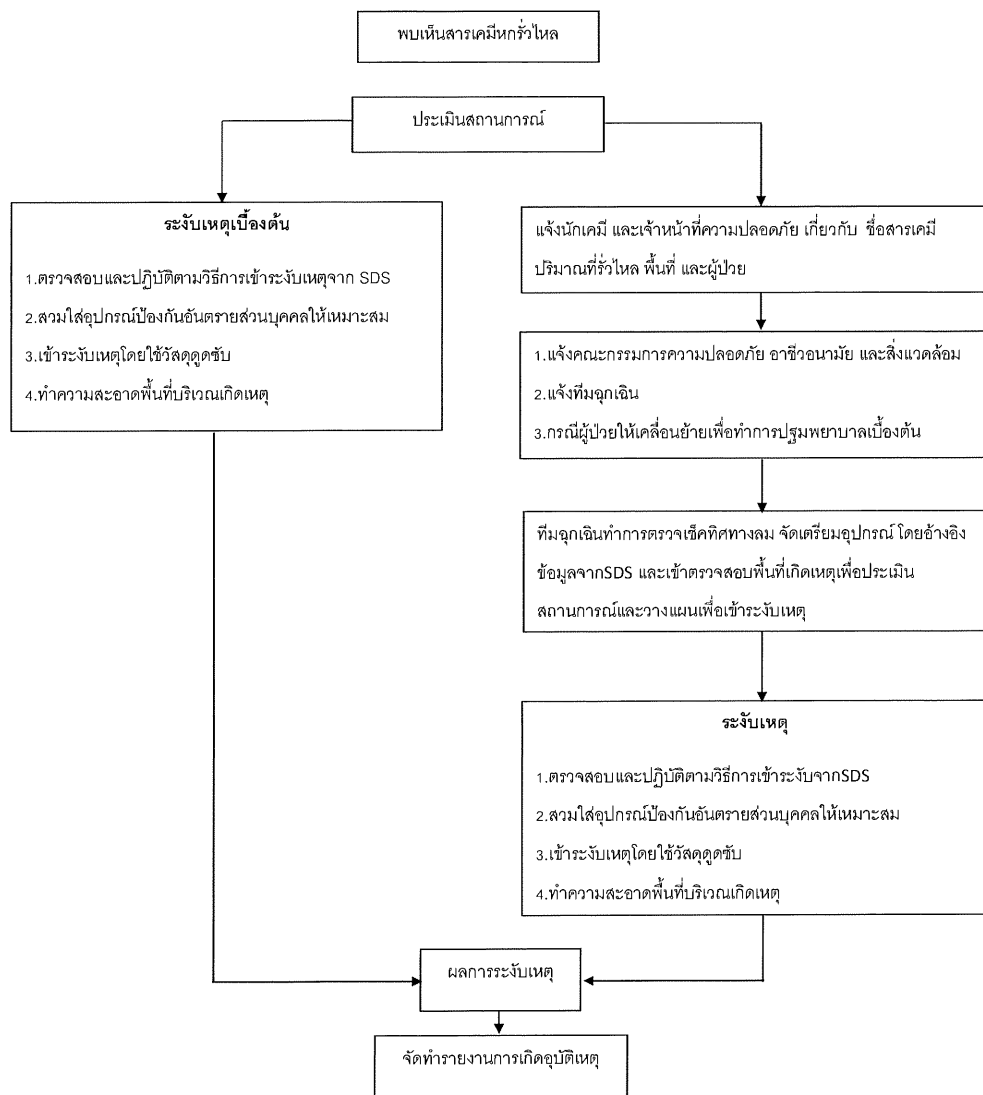 พบเห็นสารเคมีหกรั่วไหล
ประเมินสถานการณ์
ระงับเหตุเบื้องต้น
1.ตรวจสอบและปฏิบัติตามวิธีการเข้าระงับเหตุจาก SDS
2.สวมใส่อุปกรณ์ป้องกันอันตรายส่วนบุคคลให้เหมาะสม
3.เข้าระงับเหตุโดยใช้วัสดุดูดซับ
4.ทำความสะอาดพื้นที่บริเวณเกิดเหตุ
แจ้งนักเคมี และเจ้าหน้าที่ความปลอดภัย เกี่ยวกับ ชื่อสารเคมี
ปริมาณที่รั่วไหล พื้นที่ และผู้ป่วย
1.แจ้งคณะกรรมการความปลอดภัย อาชีวอนามัย และสิ่งแวดล้อม
2.แจ้งทีมฉุกเฉิน
3.กรณีผู้ป่วยให้เคลื่อนย้ายเพื่อทำการปฐมพยาบาลเบื้องต้น
ทีมฉุกเฉินทำการตรวจเช็คทิศทางลม จัดเตรียมอุปกรณ์ โดยอ้างอิง
ข้อมูลจากSDS และเข้าตรวจสอบพื้นที่เกิดเหตุเพื่อประเมิน
สถานการณ์และวางแผนเพื่อเข้าระงับเหตุ
ระงับเหตุ
1.ตรวจสอบและปฏิบัติตามวิธีการเข้าระงับจากSDS
2.สวมใส่อุปกรณ์ป้องกันอันตรายส่วนบุคคลให้เหมาะสม
3.เข้าระงับเหตุโดยใช้วัสดุดูดซับ
4.ทำความสะอาดพื้นที่บริเวณเกิดเหตุ
ผลการระงับเหตุ
จัดทำรายงานการเกิดอุบัติเหตุ